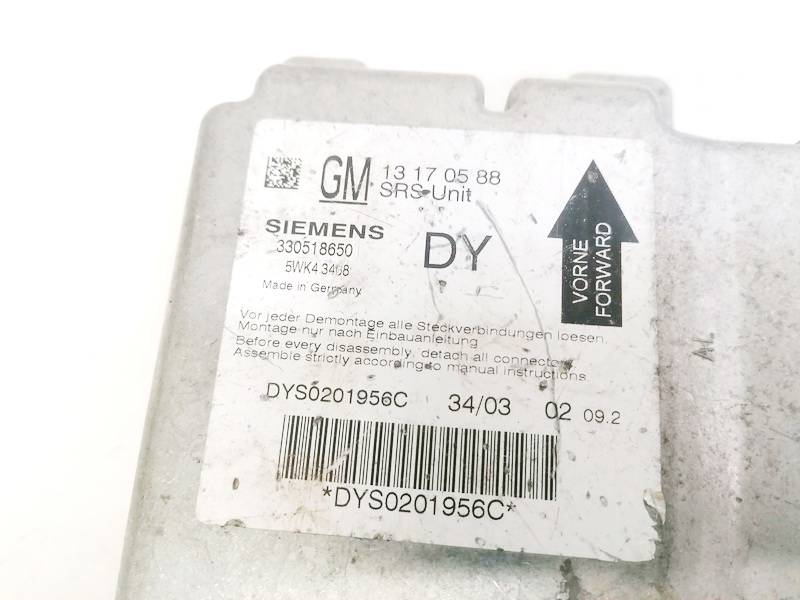 GM 13 17 05 88
SRS-Unit
SIEMENS
330518650
DY
Made in Germany
VORNE
FORWARD
Vor jeder Demontage alle Steckverbindungen loesen.
Montage nur nach Einbauanleitung
Before every disassembly, detach all connectors
Assemble strictly according to manual instructions
DYS0201956C 34/03 02 09.2
*DYS0201956C*
AL